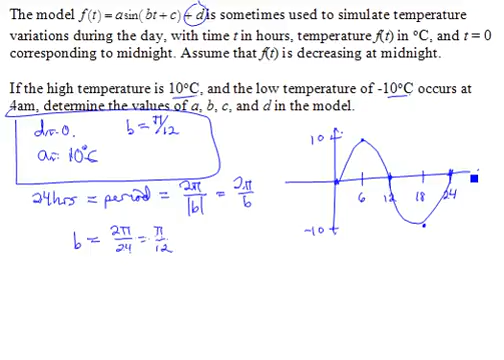 The model f(t) = a sin(bt + c) + d is sometimes used to simulate temperature
variations during the day, with time t in hours, temperature f(t) in °C, and t = 0
corresponding to midnight. Assume that f(t) is decreasing at midnight.
If the high temperature is 10°C, and the low temperature of -10°C occurs at
4am, determine the values of a, b, c, and d in the model.
d = 0. b = π/12
a = 10°C
24hrs = period = 2π/|b| = 2π/b
b = 2π/24 = π/12
10
6 12 18 24
-10